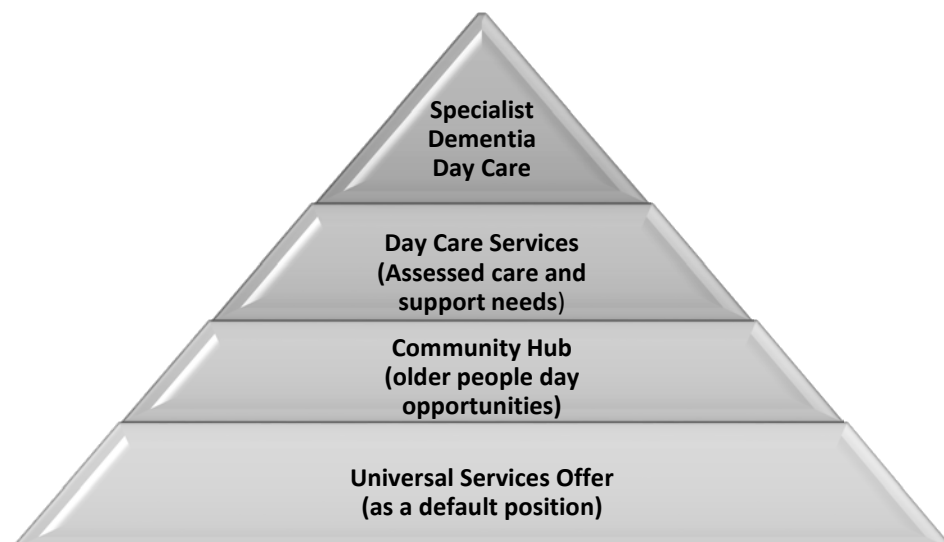 Specialist
Dementia
Day Care
Day Care Services
(Assessed care and
support needs)
Community Hub
(older people day
opportunities)
Universal Services Offer
(as a default position)